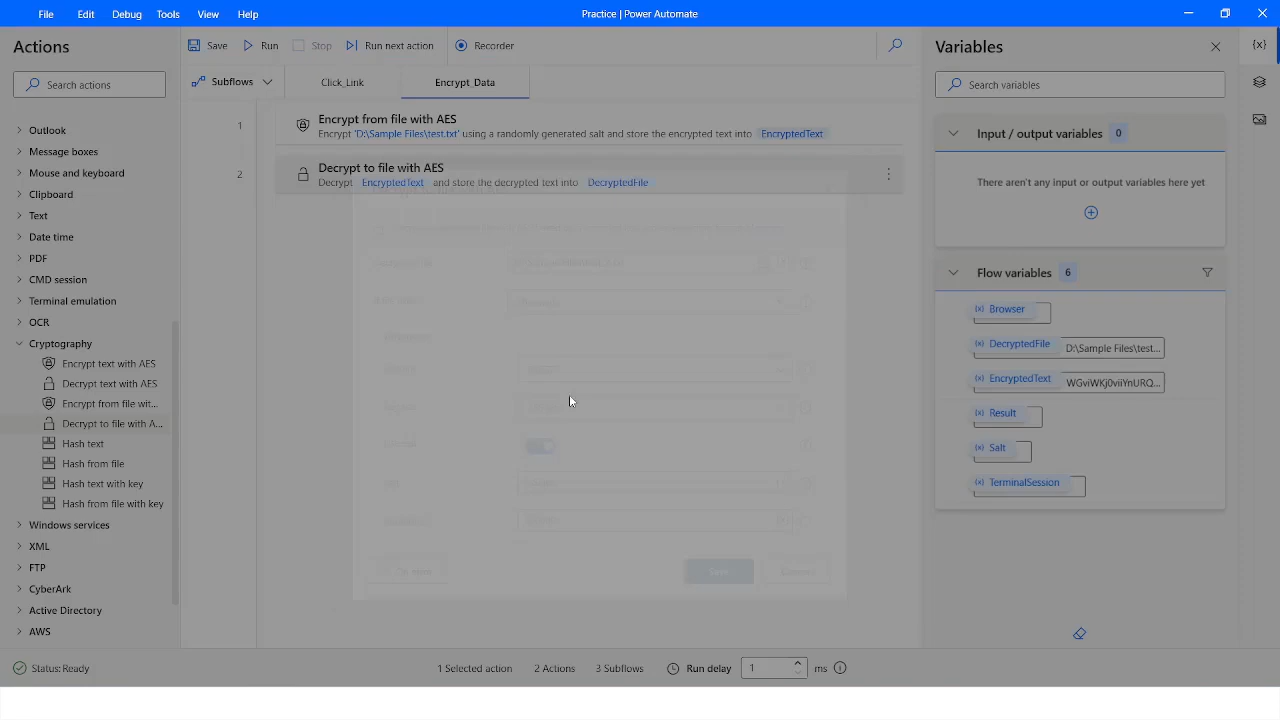 File Edit Debug Tools View Help
Practice | Power Automate
Actions
Save Run Stop Run next action Recorder
Variables
{x}
Search actions
Subflows Click_Link Encrypt_Data
Search variables
Outlook
Message boxes
Mouse and keyboard
Clipboard
Text
Date time
PDF
CMD session
Terminal emulation
OCR
Cryptography
Encrypt text with AES
Decrypt text with AES
Encrypt from file wit...
Decrypt to file with A...
Hash text
Hash from file
Hash text with key
Hash from file with key
Windows services
XML
FTP
CyberArk
Active Directory
AWS
1
Encrypt from file with AES
Encrypt 'D:\Sample Files\test.txt' using a randomly generated salt and store the encrypted text into EncryptedText
2
Decrypt to file with AES
Decrypt EncryptedText and store the decrypted text into DecryptedFile
Save
Input / output variables 0
There aren't any input or output variables here yet
Flow variables 6
(x) Browser
(x) DecryptedFile D:\Sample Files\test...
(x) EncryptedText WGviWKj0viiYnURQ...
(x) Result
(x) Salt
(x) TerminalSession
Status: Ready
1 Selected action 2 Actions 3 Subflows Run delay 1 ms